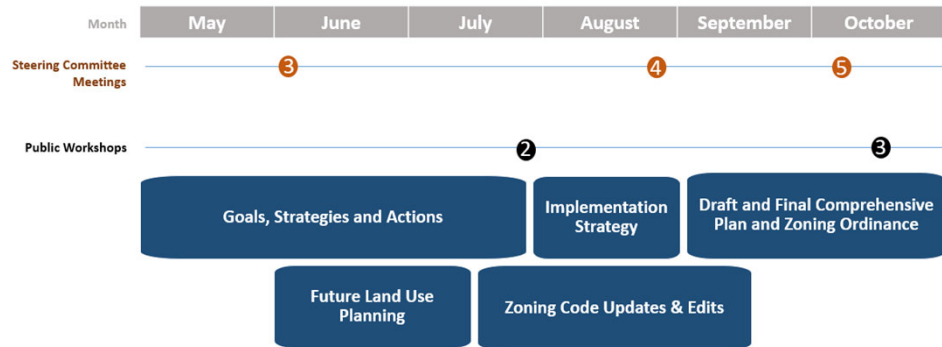 Month May June July August September October
Steering Committee
Meetings
3 4 5
Public Workshops 2 3
Goals, Strategies and Actions
Implementation
Strategy
Draft and Final Comprehensive
Plan and Zoning Ordinance
Future Land Use
Planning
Zoning Code Updates & Edits